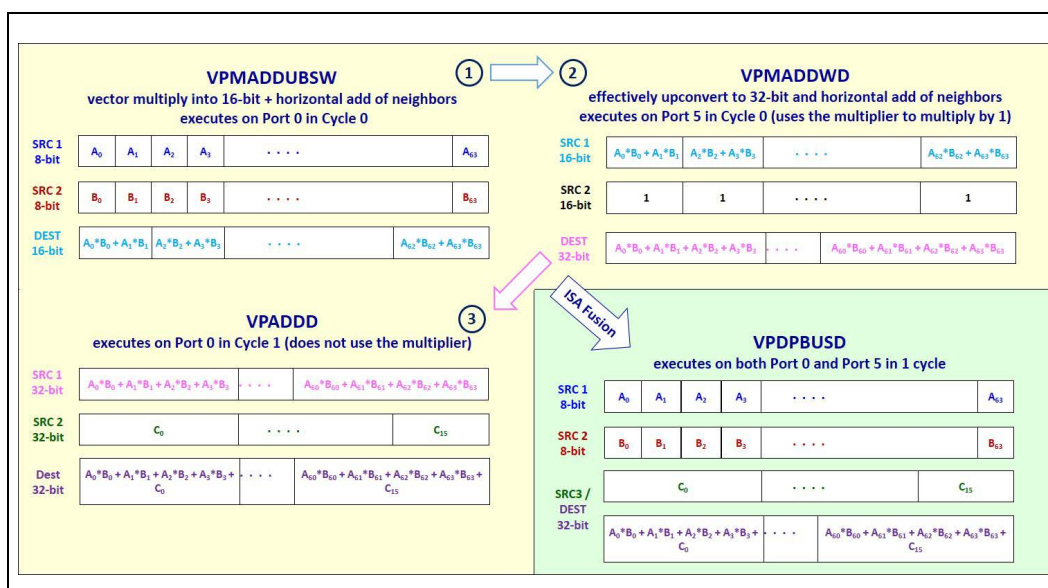 VPMADDUBSW
vector multiply into 16-bit + horizontal add of neighbors
executes on Port 0 in Cycle 0
1
2
SRC 1
8-bit
A₀ A₁ A₂ A₃ . . . . A₆₃
SRC 2
8-bit
B₀ B₁ B₂ B₃ . . . . B₆₃
DEST
16-bit
A₀*B₀ + A₁*B₁ A₂*B₂ + A₃*B₃ . . . . A₆₂*B₆₂ + A₆₃*B₆₃
VPMADDWD
effectively upconvert to 32-bit and horizontal add of neighbors
executes on Port 5 in Cycle 0 (uses the multiplier to multiply by 1)
SRC 1
16-bit
A₀*B₀ + A₁*B₁ A₂*B₂ + A₃*B₃ . . . . A₆₂*B₆₂ + A₆₃*B₆₃
SRC 2
16-bit
1 1 . . . . 1
DEST
32-bit
A₀*B₀ + A₁*B₁ + A₂*B₂ + A₃*B₃ . . . . A₆₀*B₆₀ + A₆₁*B₆₁ + A₆₂*B₆₂ + A₆₃*B₆₃
ISA Fusion
VPADDD
3
executes on Port 0 in Cycle 1 (does not use the multiplier)
SRC 1
32-bit
A₀*B₀ + A₁*B₁ + A₂*B₂ + A₃*B₃ . . . . A₆₀*B₆₀ + A₆₁*B₆₁ + A₆₂*B₆₂ + A₆₃*B₆₃
SRC 2
32-bit
C₀ . . . . C₁₅
Dest
32-bit
A₀*B₀ + A₁*B₁ + A₂*B₂ + A₃*B₃ + . . . . A₆₀*B₆₀ + A₆₁*B₆₁ + A₆₂*B₆₂ + A₆₃*B₆₃ +
C₀ C₁₅
VPDPBUSD
executes on both Port 0 and Port 5 in 1 cycle
SRC 1
8-bit
A₀ A₁ A₂ A₃ . . . . A₆₃
SRC 2
8-bit
B₀ B₁ B₂ B₃ . . . . B₆₃
SRC3 /
DEST
32-bit
C₀ . . . . C₁₅
A₀*B₀ + A₁*B₁ + A₂*B₂ + A₃*B₃ + . . . . A₆₀*B₆₀ + A₆₁*B₆₁ + A₆₂*B₆₂ + A₆₃*B₆₃ +
C₀ C₁₅